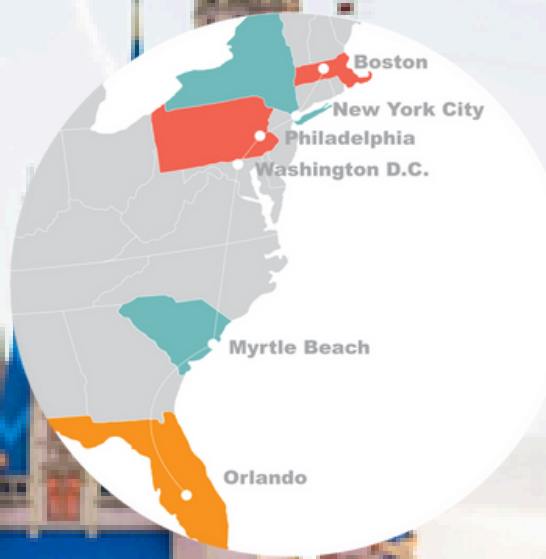 Boston
New York City
Philadelphia
Washington D.C.
Myrtle Beach
Orlando